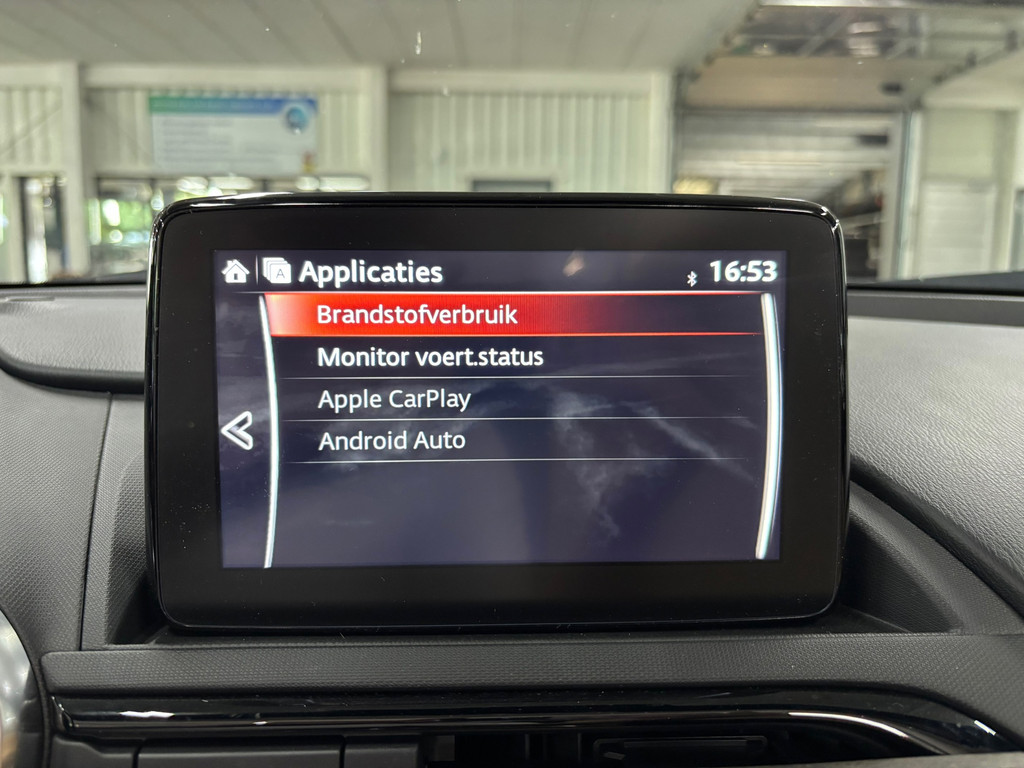 Applicaties
16:53
Brandstofverbruik
Monitor voert.status
Apple CarPlay
Android Auto